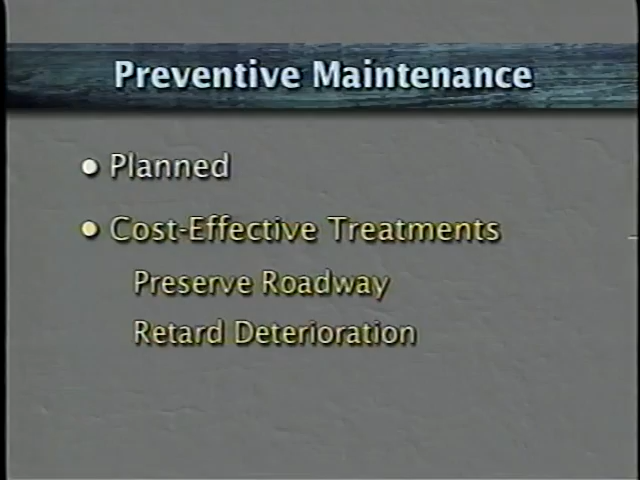 Preventive Maintenance
• Planned
• Cost-Effective Treatments
Preserve Roadway
Retard Deterioration